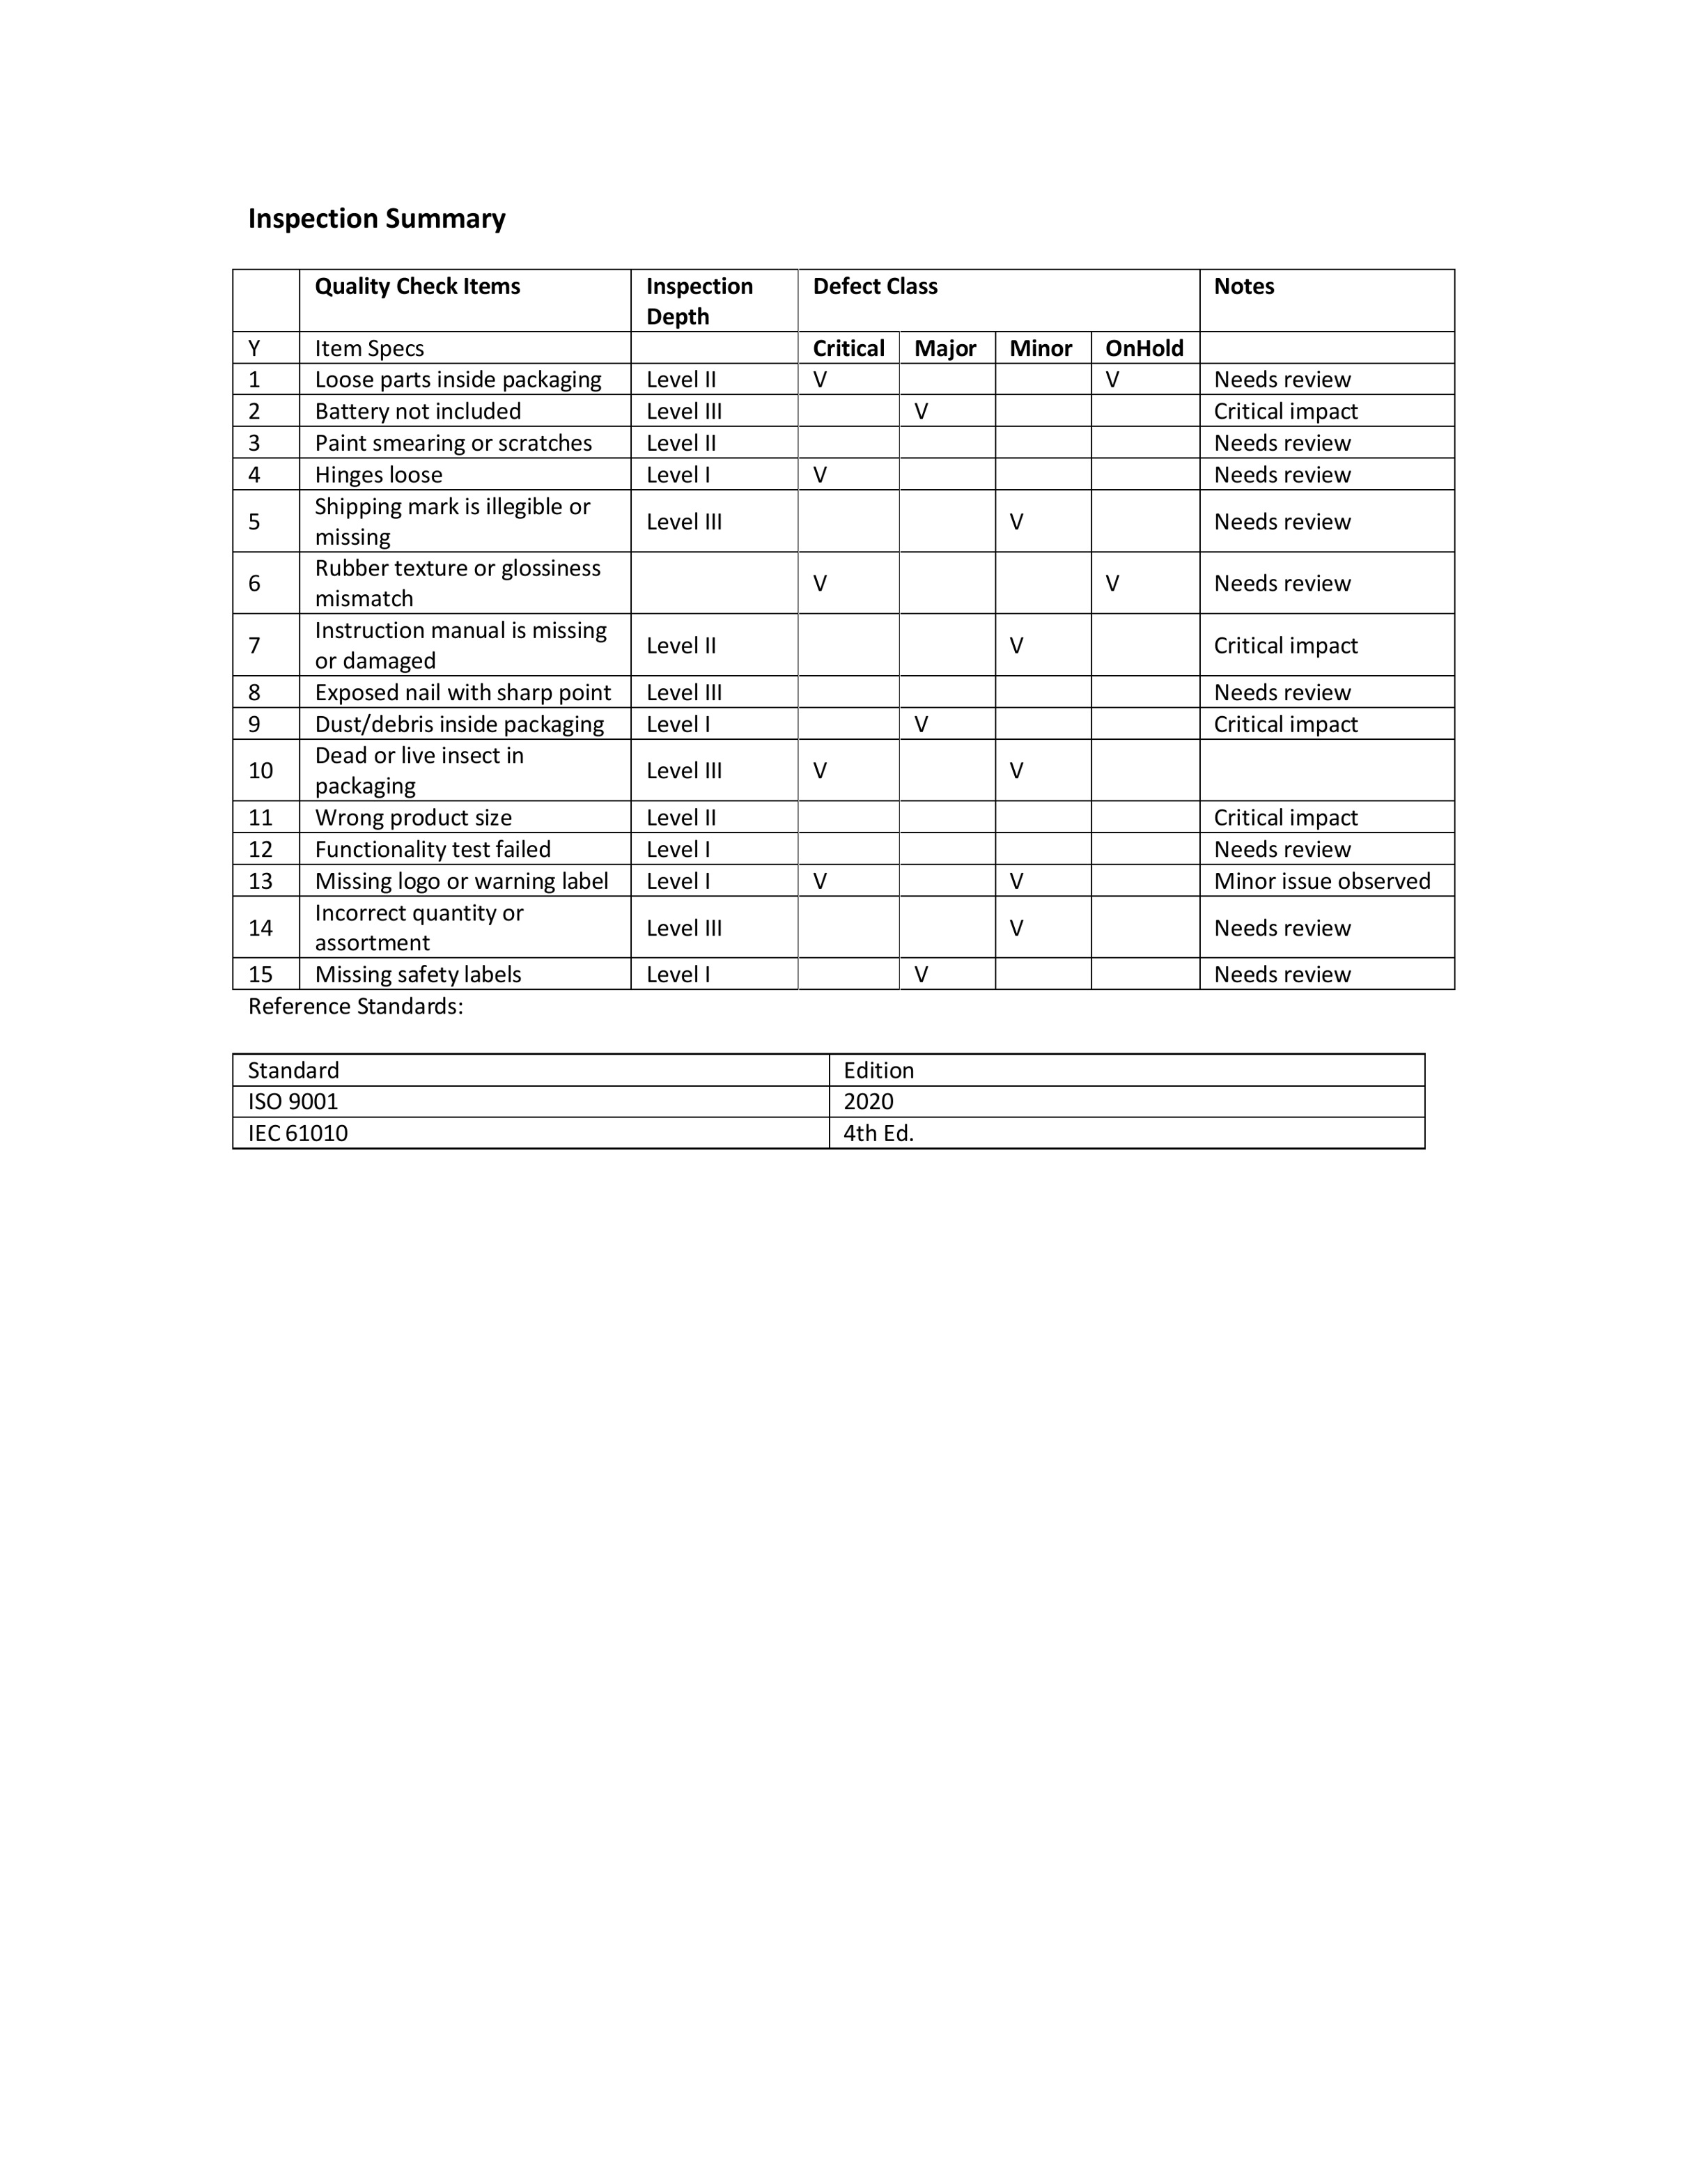 Inspection Summary
Quality Check Items Inspection Depth Defect Class Notes
Y Item Specs Critical Major Minor OnHold
1 Loose parts inside packaging Level II V V Needs review
2 Battery not included Level III V Critical impact
3 Paint smearing or scratches Level II Needs review
4 Hinges loose Level I V Needs review
5 Shipping mark is illegible or missing Level III V Needs review
6 Rubber texture or glossiness mismatch V V Needs review
7 Instruction manual is missing or damaged Level II V Critical impact
8 Exposed nail with sharp point Level III Needs review
9 Dust/debris inside packaging Level I V Critical impact
10 Dead or live insect in packaging Level III V V
11 Wrong product size Level II Critical impact
12 Functionality test failed Level I Needs review
13 Missing logo or warning label Level I V V Minor issue observed
14 Incorrect quantity or assortment Level III V Needs review
15 Missing safety labels Level I V Needs review
Reference Standards:
Standard Edition
ISO 9001 2020
IEC 61010 4th Ed.